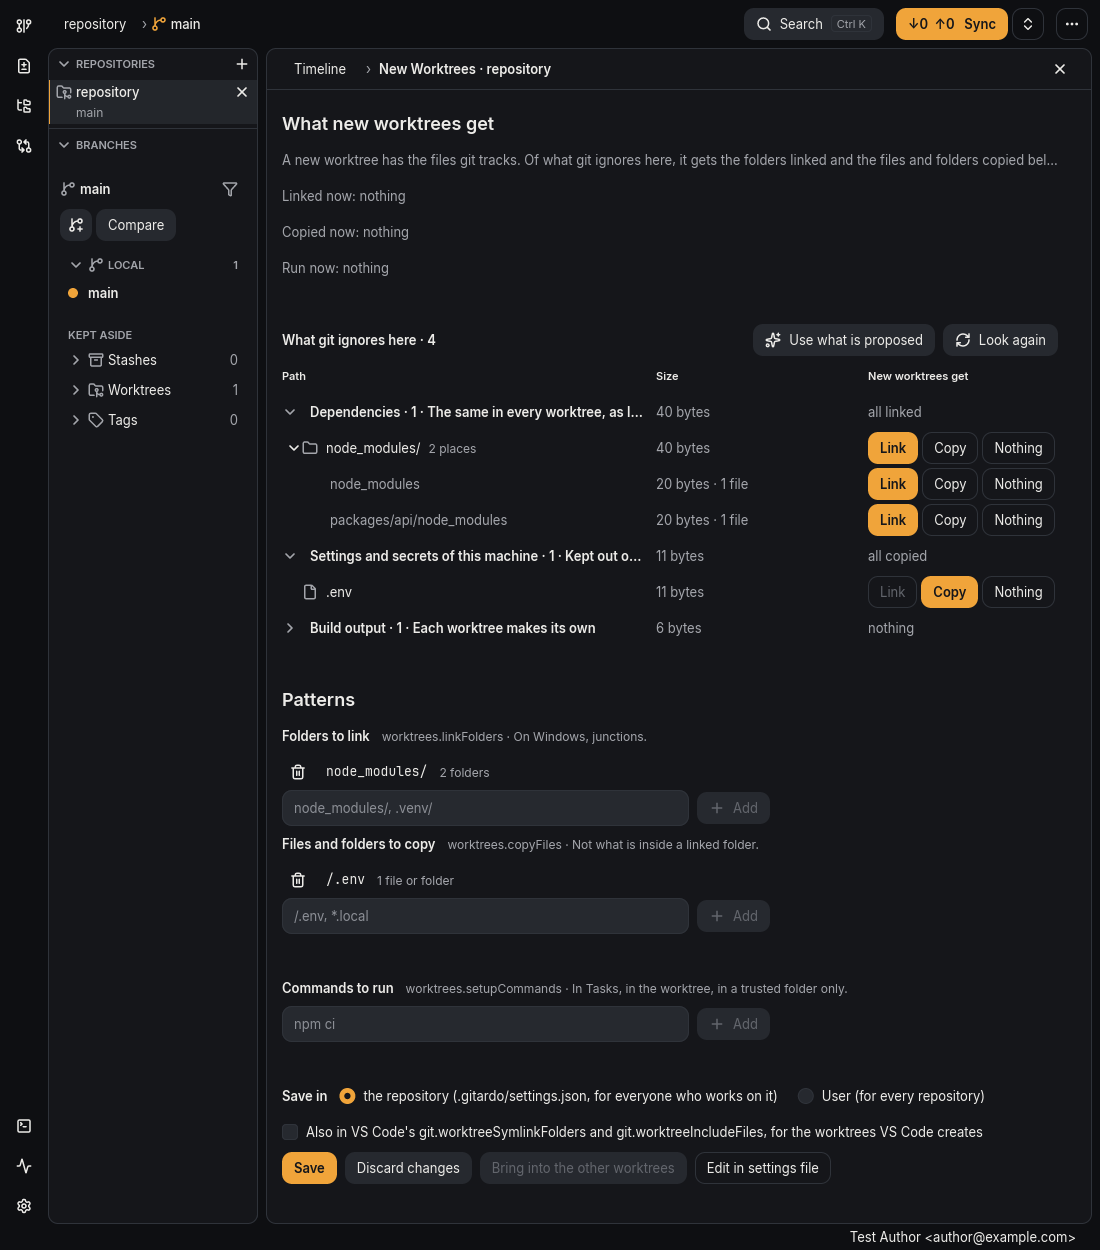 repository › main
Search Ctrl K
↓0 ↑0 Sync
REPOSITORIES
repository
main
BRANCHES
main
Compare
LOCAL 1
main
KEPT ASIDE
Stashes 0
Worktrees 1
Tags 0
Timeline › New Worktrees · repository
What new worktrees get
A new worktree has the files git tracks. Of what git ignores here, it gets the folders linked and the files and folders copied bel...
Linked now: nothing
Copied now: nothing
Run now: nothing
What git ignores here · 4
Use what is proposed
Look again
Path Size New worktrees get
Dependencies · 1 · The same in every worktree, as l... 40 bytes all linked
node_modules/ 2 places 40 bytes Link Copy Nothing
node_modules 20 bytes · 1 file Link Copy Nothing
packages/api/node_modules 20 bytes · 1 file Link Copy Nothing
Settings and secrets of this machine · 1 · Kept out o... 11 bytes all copied
.env 11 bytes Link Copy Nothing
Build output · 1 · Each worktree makes its own 6 bytes nothing
Patterns
Folders to link worktrees.linkFolders · On Windows, junctions.
node_modules/ 2 folders
node_modules/, .venv/ + Add
Files and folders to copy worktrees.copyFiles · Not what is inside a linked folder.
/.env 1 file or folder
/.env, *.local + Add
Commands to run worktrees.setupCommands · In Tasks, in the worktree, in a trusted folder only.
npm ci + Add
Save in the repository (.gitardo/settings.json, for everyone who works on it) User (for every repository)
Also in VS Code's git.worktreeSymlinkFolders and git.worktreeIncludeFiles, for the worktrees VS Code creates
Save Discard changes Bring into the other worktrees Edit in settings file
Test Author <author@example.com>